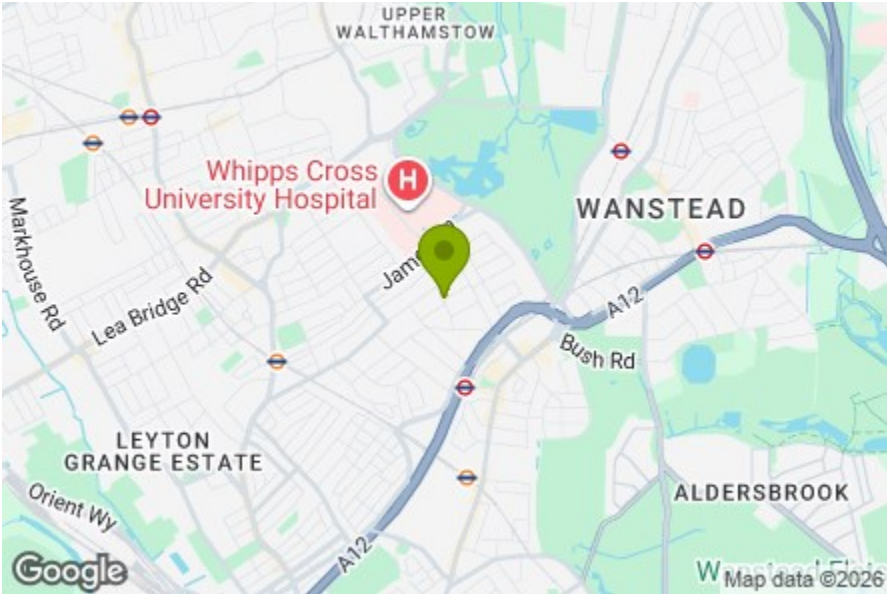 UPPER
WALTHAMSTOW
Whipps Cross
University Hospital
H
WANSTEAD
Markhouse Rd
Lea Bridge Rd
A12
Bush Rd
LEYTON
GRANGE ESTATE
Orient Wy
A12
ALDERSBROOK
Google
Map data ©2026